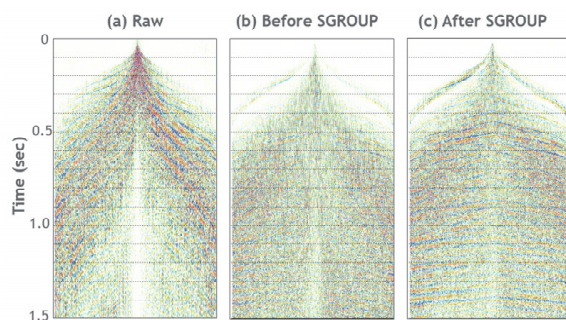 (a) Raw
(b) Before SGROUP
(c) After SGROUP
0
0.5
1.0
1.5
Time (sec)